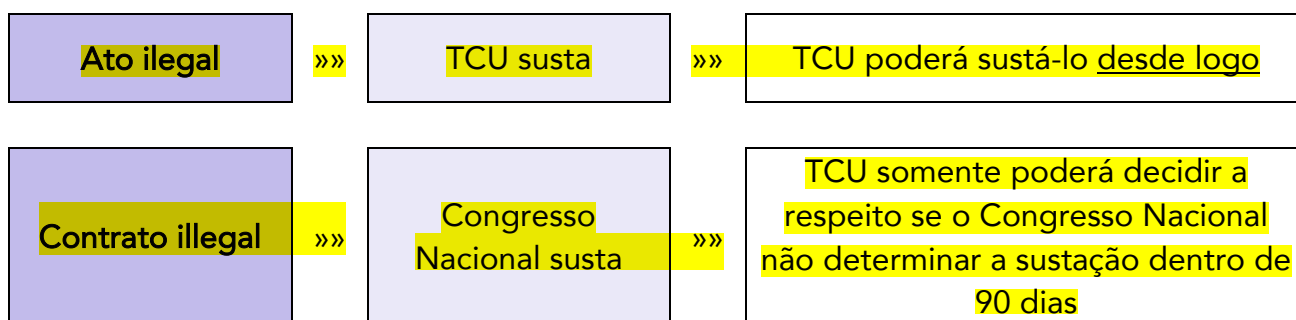 Ato ilegal »» TCU susta »» TCU poderá sustá-lo desde logo
Contrato illegal »» Congresso
Nacional susta »» TCU somente poderá decidir a
respeito se o Congresso Nacional
não determinar a sustação dentro de
90 dias